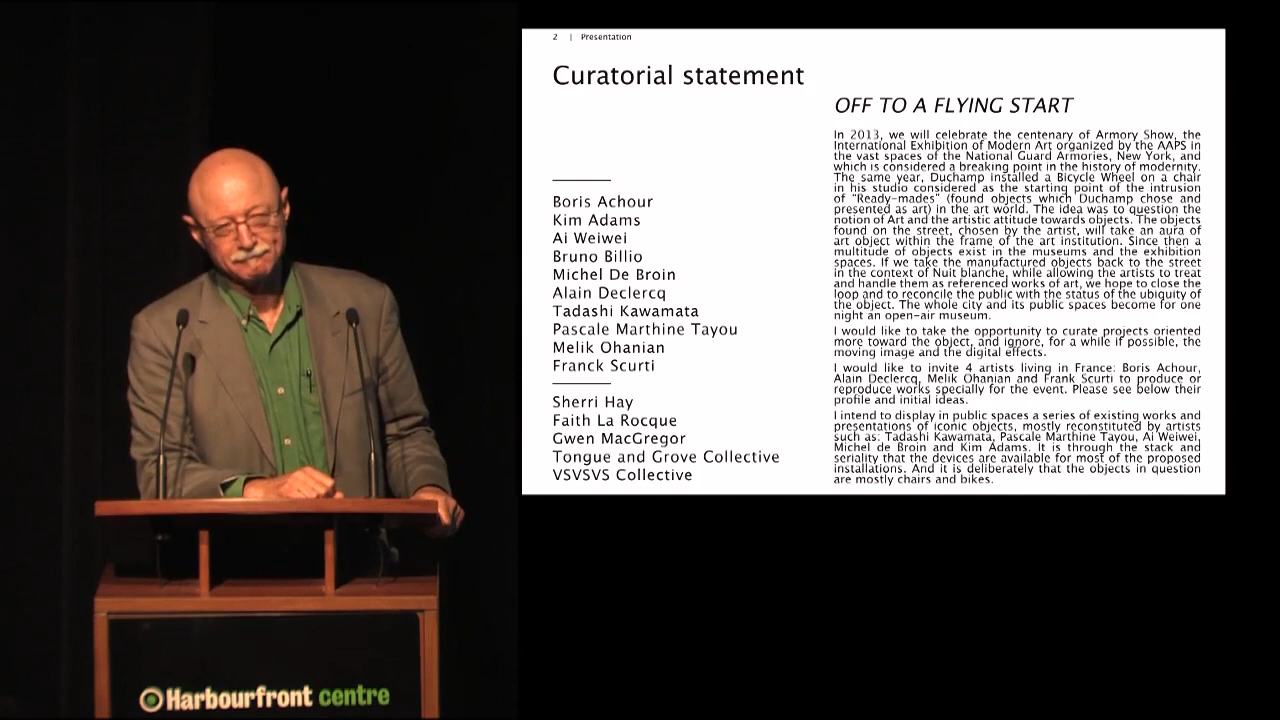 2 | Presentation
Curatorial statement
OFF TO A FLYING START
Boris Achour
Kim Adams
Ai Weiwei
Bruno Billio
Michel De Broin
Alain Declercq
Tadashi Kawamata
Pascale Marthine Tayou
Melik Ohanian
Franck Scurti
Sherri Hay
Faith La Rocque
Gwen MacGregor
Tongue and Grove Collective
VSVSVS Collective
In 2013, we will celebrate the centenary of Armory Show, the
International Exhibition of Modern Art organized by the AAPS in
the vast spaces of the National Guard Armories, New York, and
which is considered a breaking point in the history of modernity.
The same year, Duchamp installed a Bicycle Wheel on a chair
in his studio considered as the starting point of the intrusion
of "Ready-mades" (found objects which Duchamp chose and
presented as art) in the art world. The idea was to question the
notion of Art and the artistic attitude towards objects. The objects
found on the street, chosen by the artist, will take an aura of
art object within the frame of the art institution. Since then a
multitude of objects exist in the museums and the exhibition
spaces. If we take the manufactured objects back to the street
in the context of Nuit blanche, while allowing the artists to treat
and handle them as referenced works of art, we hope to close the
loop and to reconcile the public with the status of the ubiquity of
the object. The whole city and its public spaces become for one
night an open-air museum.
I would like to take the opportunity to curate projects oriented
more toward the object, and ignore, for a while if possible, the
moving image and the digital effects.
I would like to invite 4 artists living in France: Boris Achour,
Alain Declercq, Melik Ohanian and Frank Scurti to produce or
reproduce works specially for the event. Please see below their
profile and initial ideas.
I intend to display in public spaces a series of existing works and
presentations of iconic objects, mostly reconstituted by artists
such as: Tadashi Kawamata, Pascale Marthine Tayou, Ai Weiwei,
Michel de Broin and Kim Adams. It is through the stack and
seriality that the devices are available for most of the proposed
installations. And it is deliberately that the objects in question
are mostly chairs and bikes.
Harbourfront centre